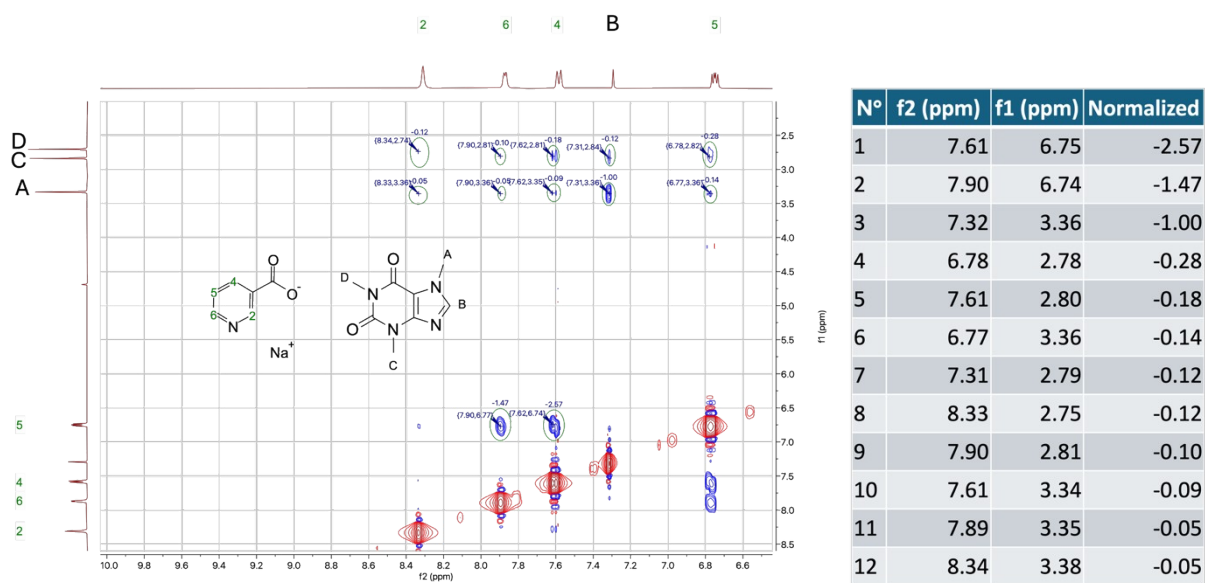 2 6 4 B 5
D
C
A
5
4
6
2
-0.12 -0.10 -0.18 -0.12 -0.28
{8.34,2.74} {7.90,2.81} {7.62,2.81} {7.31,2.84} {6.78,2.82}
-0.05 -0.05 -0.09 -1.00 -0.14
{8.33,3.36} {7.90,3.36} {7.62,3.35} {7.31,3.36} {6.77,3.36}
O
4
5
O-
6
N
2
Na+
O
A
D
N
N
B
O
N
N
C
-1.47 -2.57
{7.90,6.77} {7.62,6.74}
2.5
3.0
3.5
4.0
4.5
5.0
5.5
6.0
6.5
7.0
7.5
8.0
8.5
f1 (ppm)
10.0 9.8 9.6 9.4 9.2 9.0 8.8 8.6 8.4 8.2 8.0 7.8 7.6 7.4 7.2 7.0 6.8 6.6
f2 (ppm)
N° f2 (ppm) f1 (ppm) Normalized
1 7.61 6.75 -2.57
2 7.90 6.74 -1.47
3 7.32 3.36 -1.00
4 6.78 2.78 -0.28
5 7.61 2.80 -0.18
6 6.77 3.36 -0.14
7 7.31 2.79 -0.12
8 8.33 2.75 -0.12
9 7.90 2.81 -0.10
10 7.61 3.34 -0.09
11 7.89 3.35 -0.05
12 8.34 3.38 -0.05